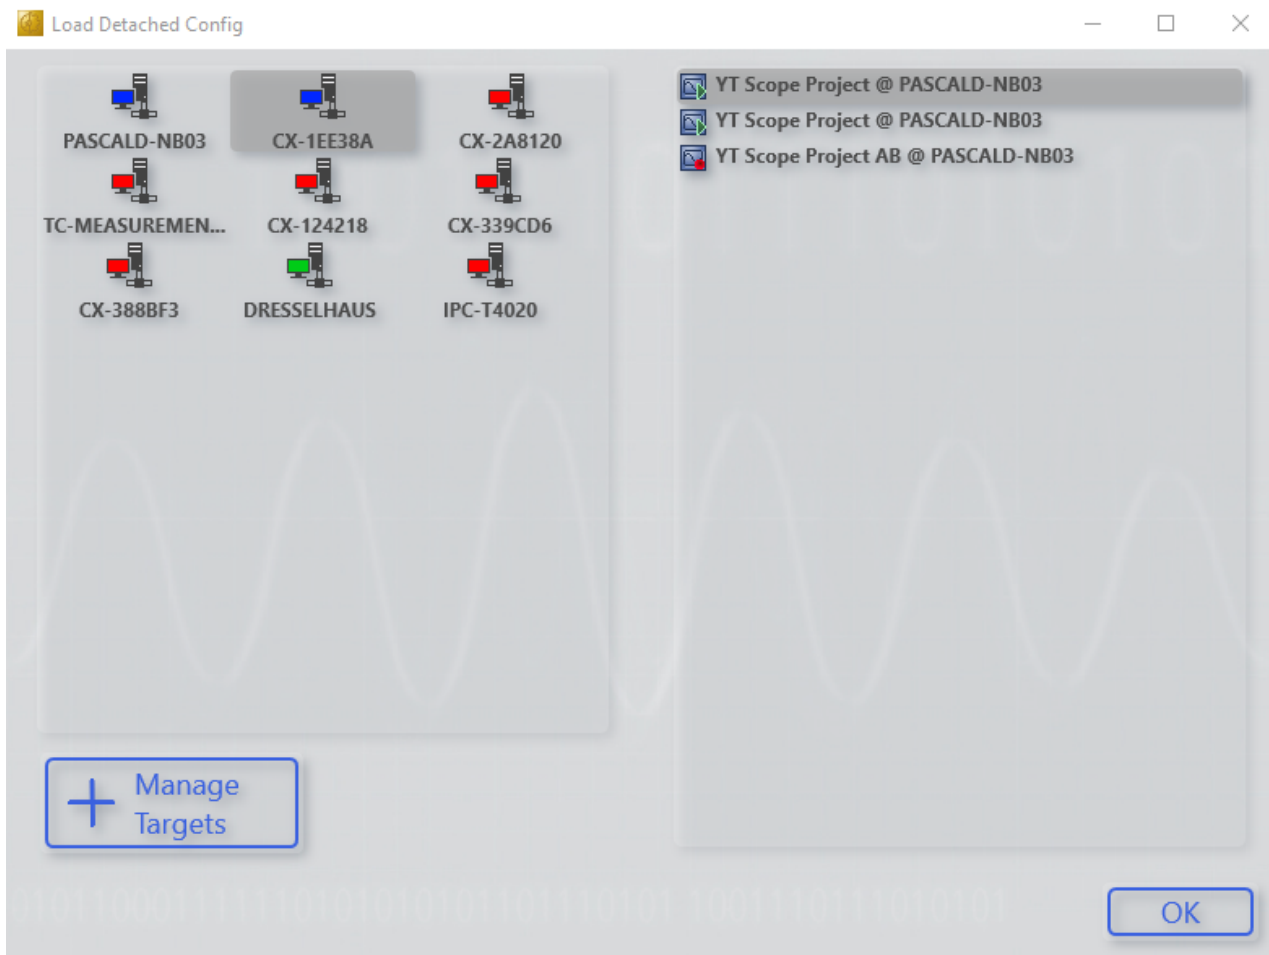 Load Detached Config
PASCALD-NB03 CX-1EE38A CX-2A8120
TC-MEASUREMEN... CX-124218 CX-339CD6
CX-388BF3 DRESSELHAUS IPC-T4020
YT Scope Project @ PASCALD-NB03
YT Scope Project @ PASCALD-NB03
YT Scope Project AB @ PASCALD-NB03
Manage
Targets
OK